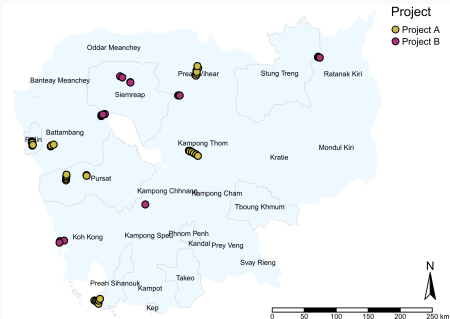 Project
Project A
Project B
Oddar Meanchey
Banteay Meanchey
Siemreap
Stung Treng
Ratanak Kiri
Battambang
Kampong Thom
Mondul Kiri
Kratie
Pursat
Kampong Chhnang
Kampong Cham
Tboung Khmum
Koh Kong
Kampong Speu
Phnom Penh
Kandal
Prey Veng
Svay Rieng
Takeo
Preah Sihanouk
Kampot
Kep
N
0 50 100 150 200 250 km